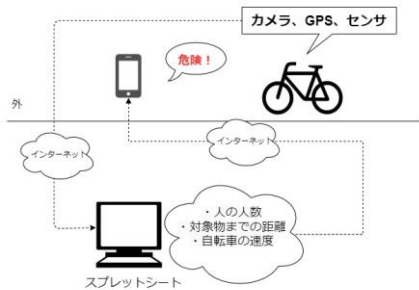 カメラ、GPS、センサ
危険！
外
インターネット
インターネット
・人の人数
・対象物までの距離
・自転車の速度
スプレットシート